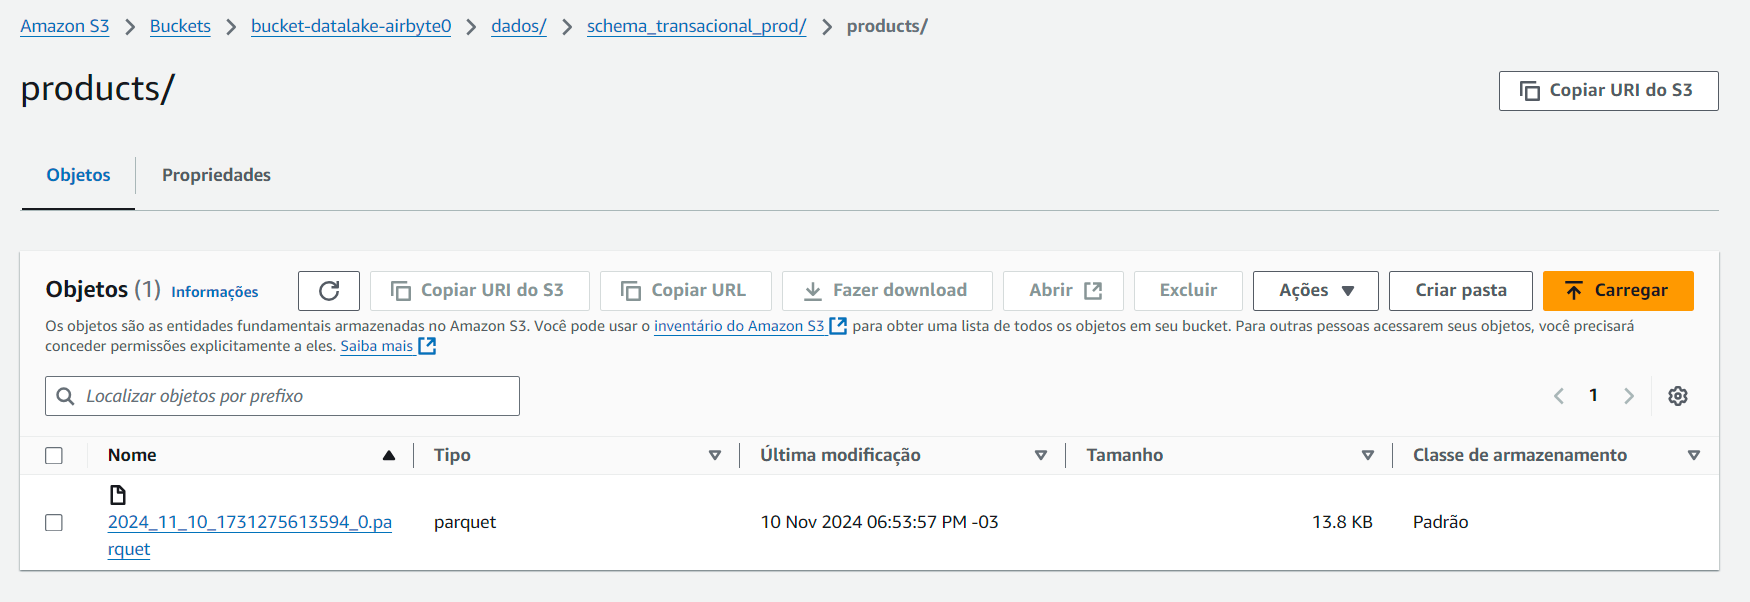 Amazon S3 > Buckets > bucket-datalake-airbyte0 > dados/ > schema_transacional_prod/ > products/
products/
Copiar URI do S3
Objetos Propriedades
Objetos (1) Informações Copiar URI do S3 Copiar URL Fazer download Abrir Excluir Ações Criar pasta Carregar
Os objetos são as entidades fundamentais armazenadas no Amazon S3. Você pode usar o inventário do Amazon S3 para obter uma lista de todos os objetos em seu bucket. Para outras pessoas acessarem seus objetos, você precisará
conceder permissões explicitamente a eles. Saiba mais
Localizar objetos por prefixo 1
Nome Tipo Última modificação Tamanho Classe de armazenamento
2024_11_10_1731275613594_0.pa parquet 10 Nov 2024 06:53:57 PM -03 13.8 KB Padrão
rquet